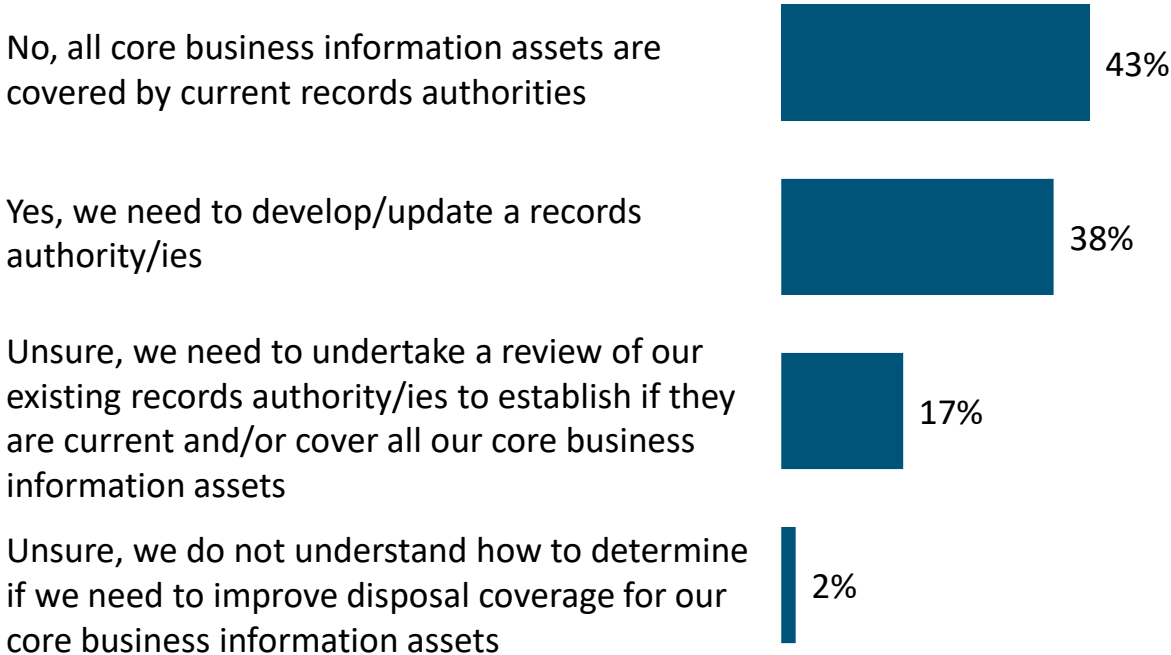 No, all core business information assets are
covered by current records authorities
43%
Yes, we need to develop/update a records
authority/ies
38%
Unsure, we need to undertake a review of our
existing records authority/ies to establish if they
are current and/or cover all our core business
information assets
17%
Unsure, we do not understand how to determine
if we need to improve disposal coverage for our
core business information assets
2%